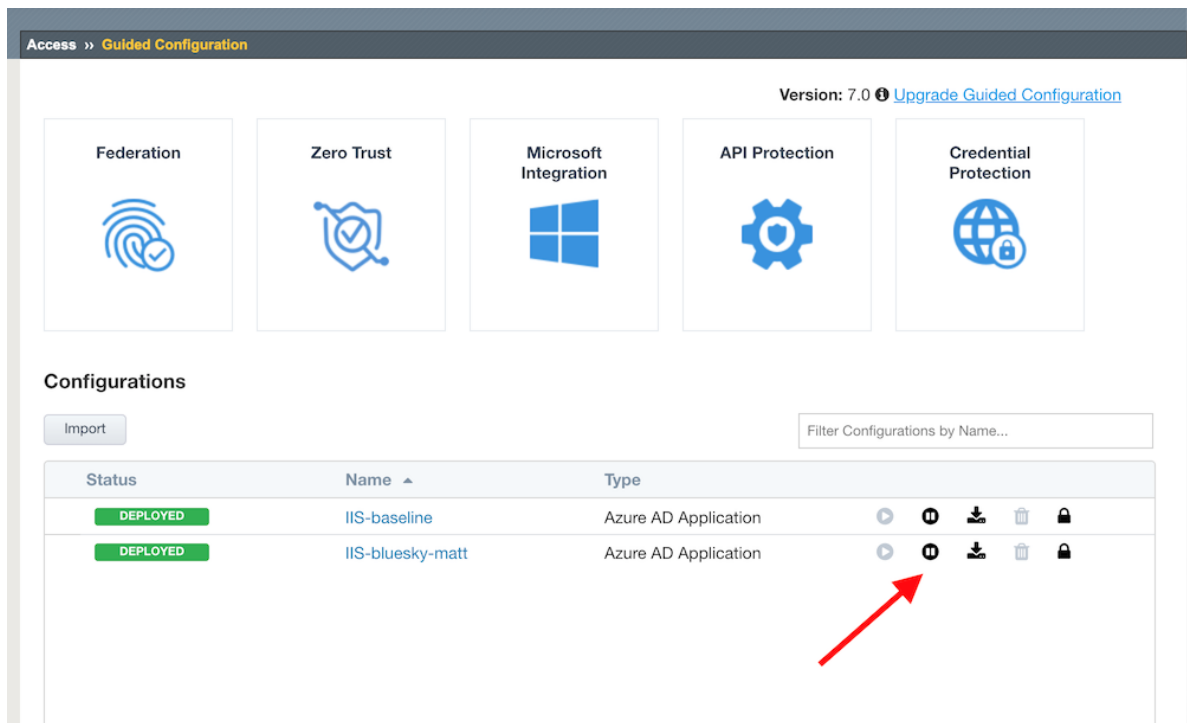 Access ›› Guided Configuration
Version: 7.0 Upgrade Guided Configuration
Federation
Zero Trust
Microsoft
Integration
API Protection
Credential
Protection
Configurations
Import
Filter Configurations by Name...
Status Name Type
DEPLOYED IIS-baseline Azure AD Application
DEPLOYED IIS-bluesky-matt Azure AD Application